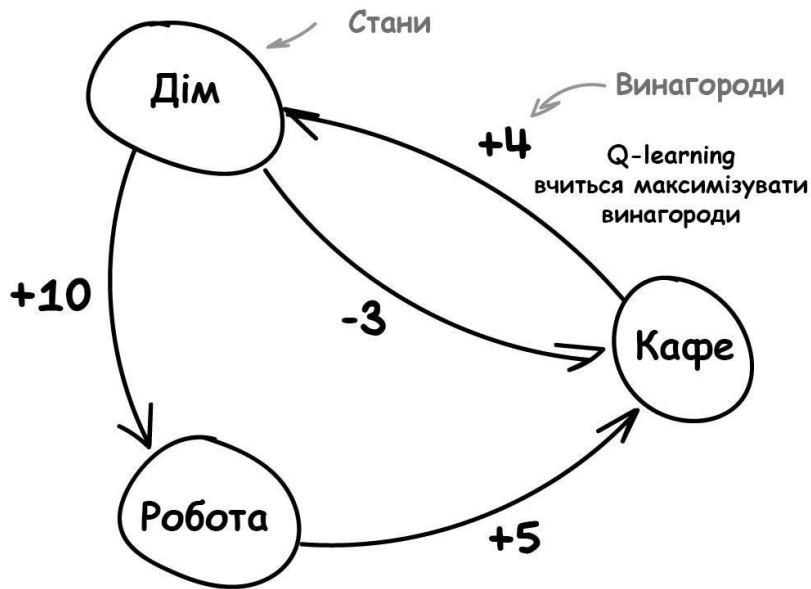 Стани
Дім
Винагороди
+4
Q-learning
вчиться максимізувати
винагороди
+10
-3
Кафе
Робота
+5